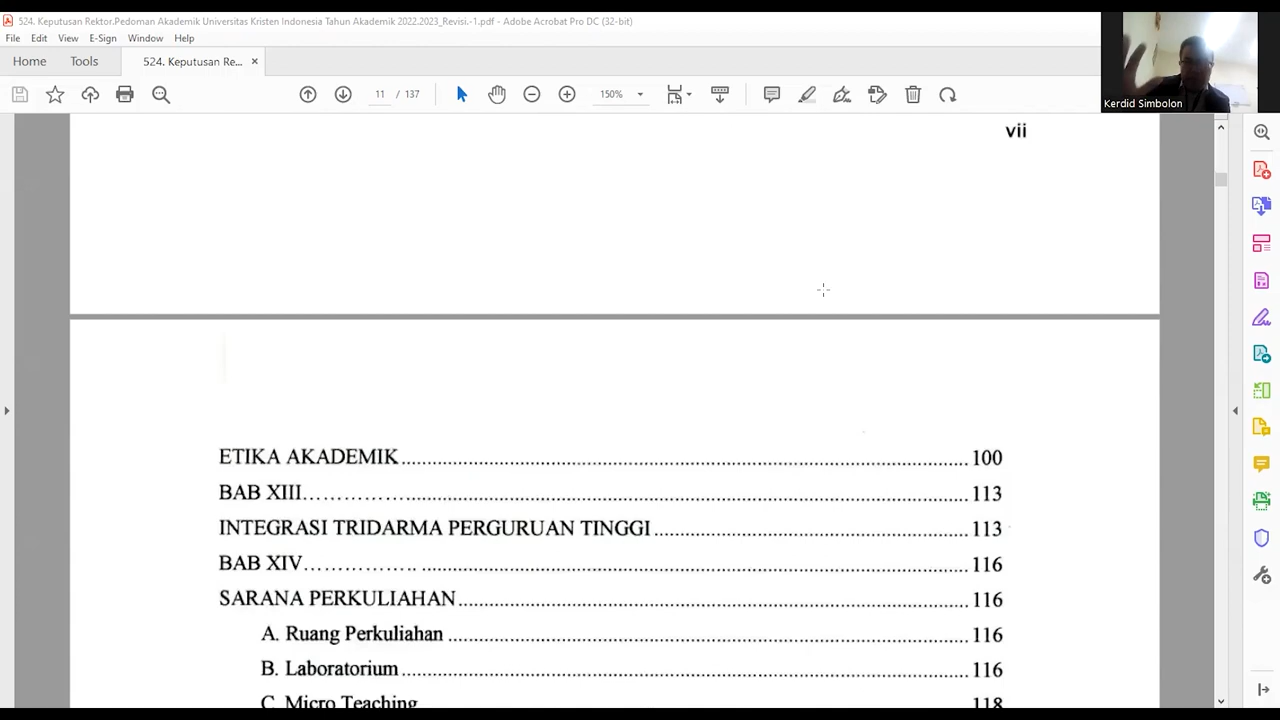 524. Keputusan Rektor.Pedoman Akademik Universitas Kristen Indonesia Tahun Akademik 2022.2023_Revisi.-1.pdf - Adobe Acrobat Pro DC (32-bit)
File Edit View E-Sign Window Help
Home Tools 524. Keputusan Re... ×
11 / 137 150%
Kerdid Simbolon
vii
ETIKA AKADEMIK........................................ 100
BAB XIII........................................ 113
INTEGRASI TRIDARMA PERGURUAN TINGGI........................................ 113
BAB XIV........................................ 116
SARANA PERKULIAHAN........................................ 116
A. Ruang Perkuliahan ........................................ 116
B. Laboratorium ........................................ 116
C. Micro Teaching 118